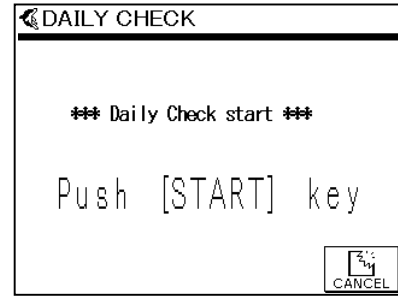 DAILY CHECK
*** Daily Check start ***
Push [START] key
CANCEL